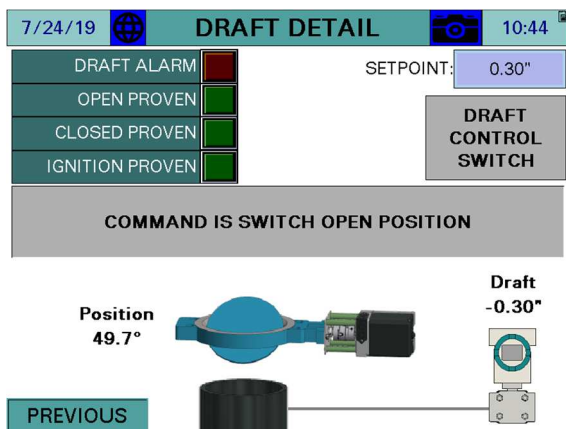 7/24/19 DRAFT DETAIL 10:44
DRAFT ALARM SETPOINT: 0.30"
OPEN PROVEN
CLOSED PROVEN
IGNITION PROVEN
DRAFT
CONTROL
SWITCH
COMMAND IS SWITCH OPEN POSITION
Position
49.7°
Draft
-0.30"
PREVIOUS